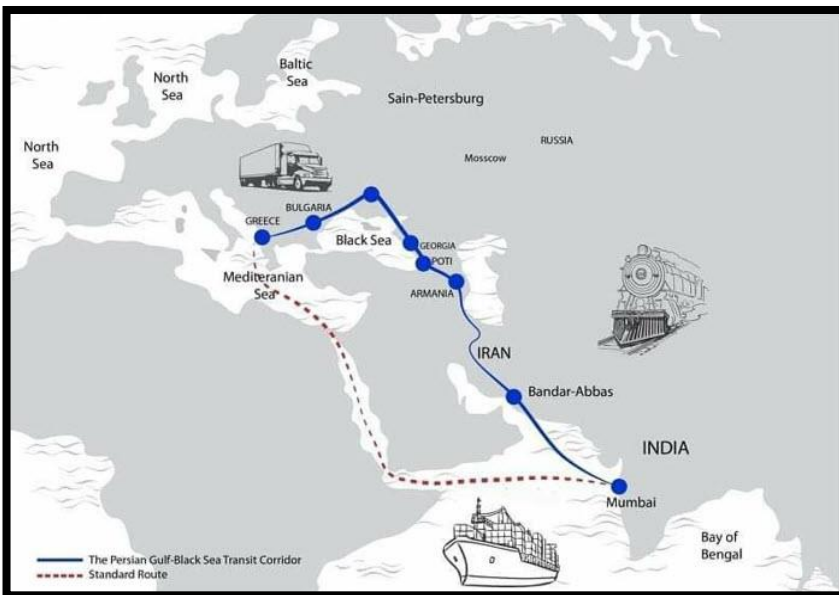 Baltic
Sea
North
Sea
Sain-Petersburg
RUSSIA
North
Sea
Mosscow
BULGARIA
GREECE
Black Sea
GEORGIA
POTI
Mediteranian
Sea
ARMANIA
IRAN
Bandar-Abbas
INDIA
Mumbai
Bay of
Bengal
The Persian Gulf-Black Sea Transit Corridor
Standard Route